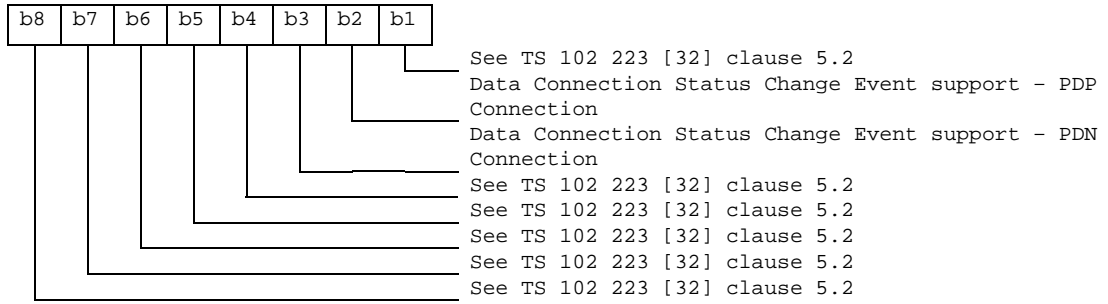 b8 b7 b6 b5 b4 b3 b2 b1
See TS 102 223 [32] clause 5.2
Data Connection Status Change Event support – PDP
Connection
Data Connection Status Change Event support – PDN
Connection
See TS 102 223 [32] clause 5.2
See TS 102 223 [32] clause 5.2
See TS 102 223 [32] clause 5.2
See TS 102 223 [32] clause 5.2
See TS 102 223 [32] clause 5.2